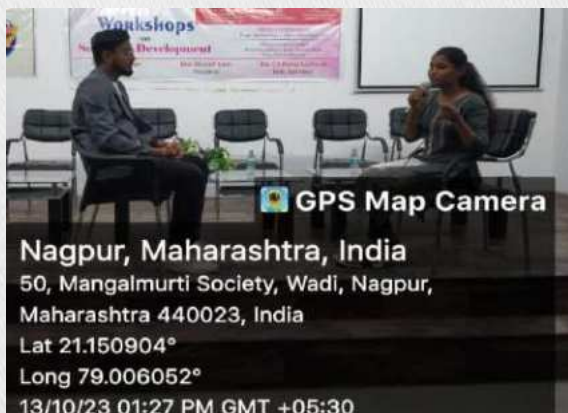 Workshops
on
Development
GPS Map Camera
Nagpur, Maharashtra, India
50, Mangalmurti Society, Wadi, Nagpur,
Maharashtra 440023, India
Lat 21.150904°
Long 79.006052°
13/10/23 01:27 PM GMT +05:30